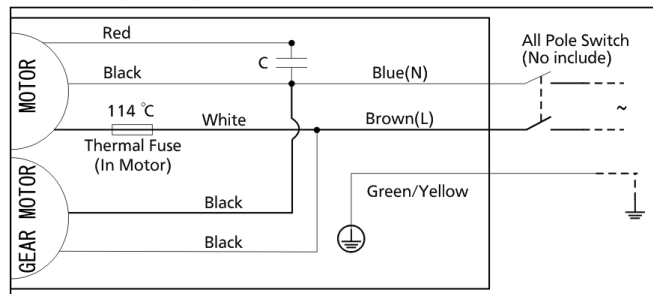 Red
All Pole Switch
(No include)
C
Black
Blue(N)
MOTOR
114 ℃
White
Brown(L)
~
Thermal Fuse
(In Motor)
Green/Yellow
Black
GEAR MOTOR
Black